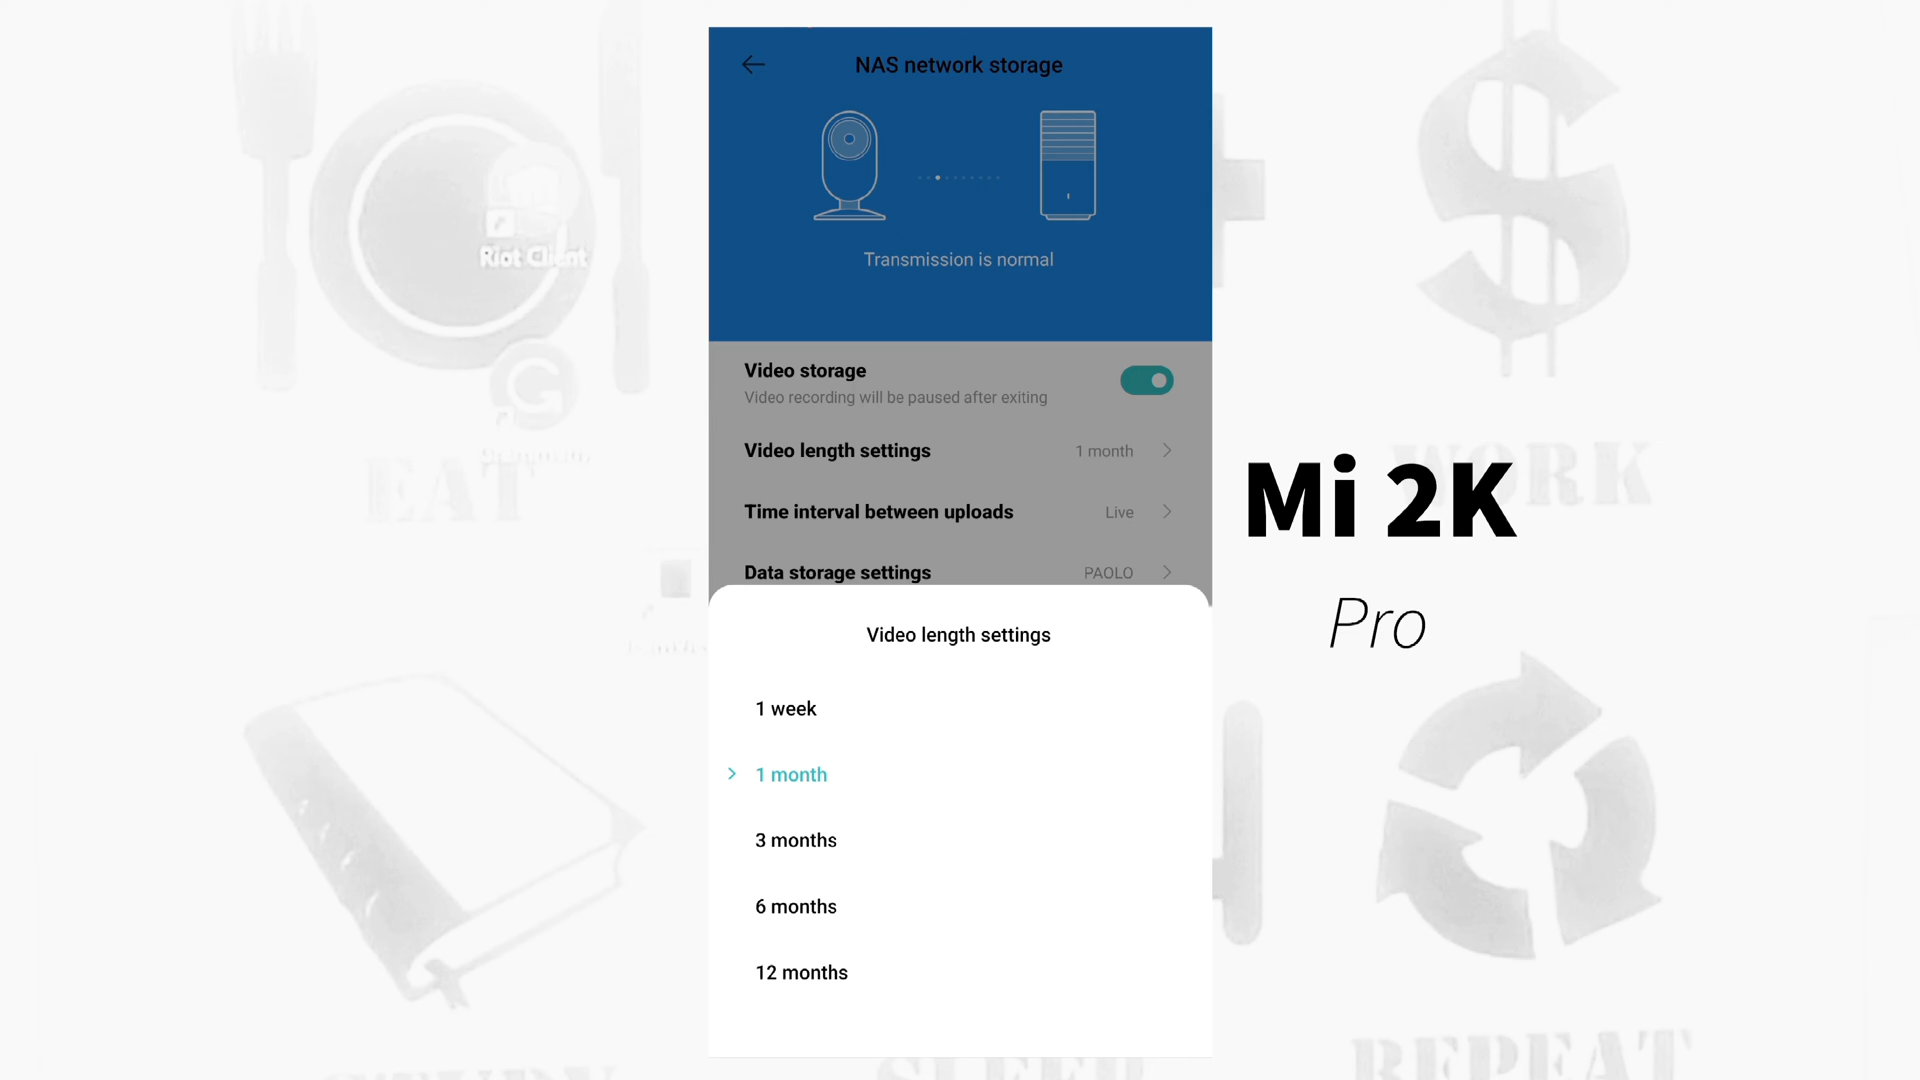 NAS network storage
Transmission is normal
Video storage
Video recording will be paused after exiting
Video length settings 1 month
Time interval between uploads Live
Data storage settings PAOLO
Video length settings
1 week
1 month
3 months
6 months
12 months
Mi 2K
Pro
Riot Client
EAT
WORK
SLEEP
REPEAT